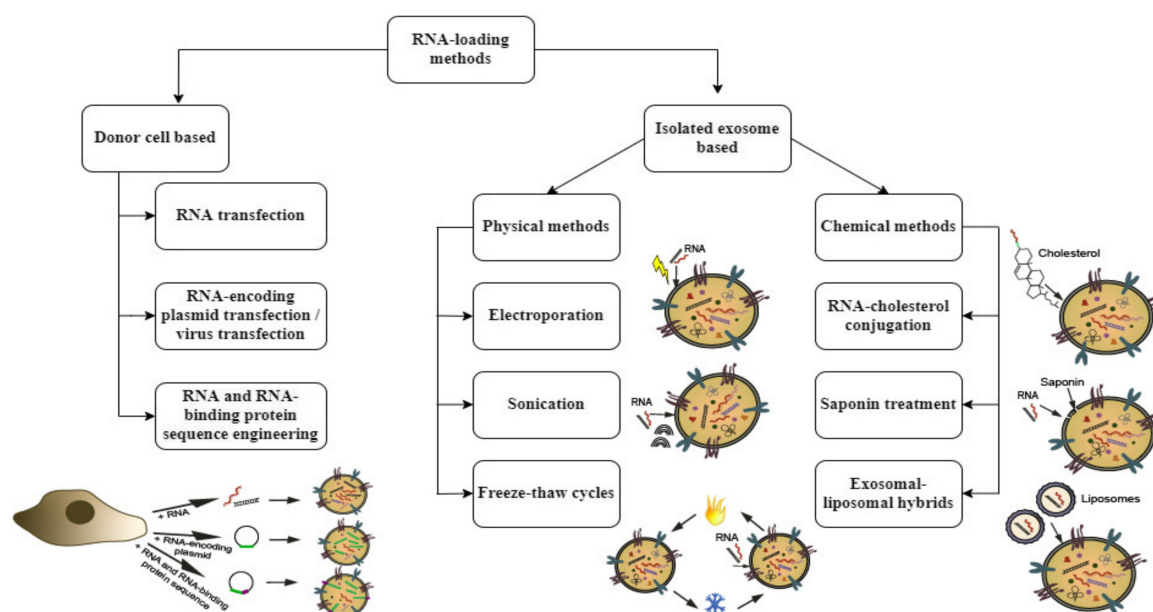 RNA-loading
methods
Donor cell based
Isolated exosome
based
RNA transfection
Physical methods
Chemical methods
RNA
Cholesterol
RNA-encoding
plasmid transfection /
virus transfection
Electroporation
RNA-cholesterol
conjugation
RNA and RNA-
binding protein
sequence engineering
Sonication
RNA
Saponin treatment
Saponin
RNA
Freeze-thaw cycles
Exosomal-
liposomal hybrids
Liposomes
+ RNA
+ RNA-encoding
plasmid
+ RNA and RNA-binding
protein sequence
RNA